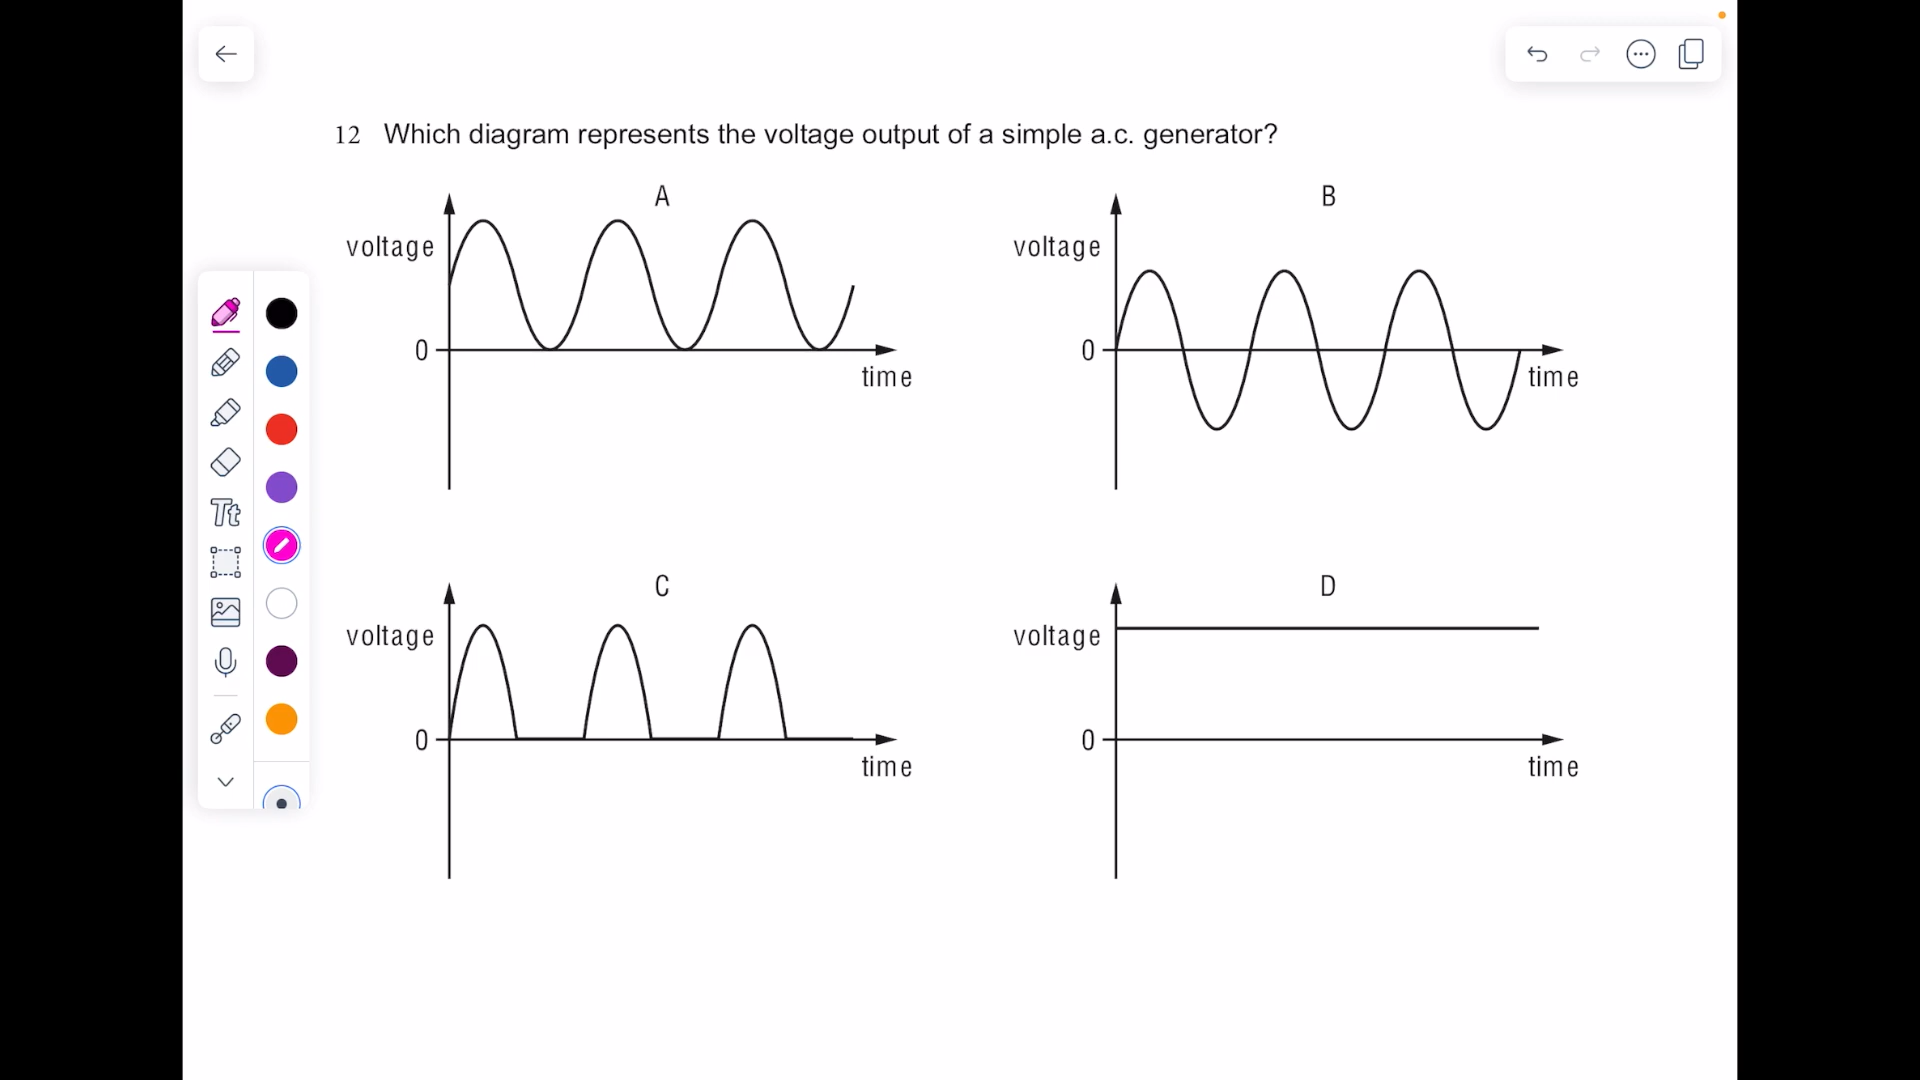 12 Which diagram represents the voltage output of a simple a.c. generator?
A
voltage
0
time
B
voltage
0
time
Tt
C
voltage
0
time
D
voltage
0
time